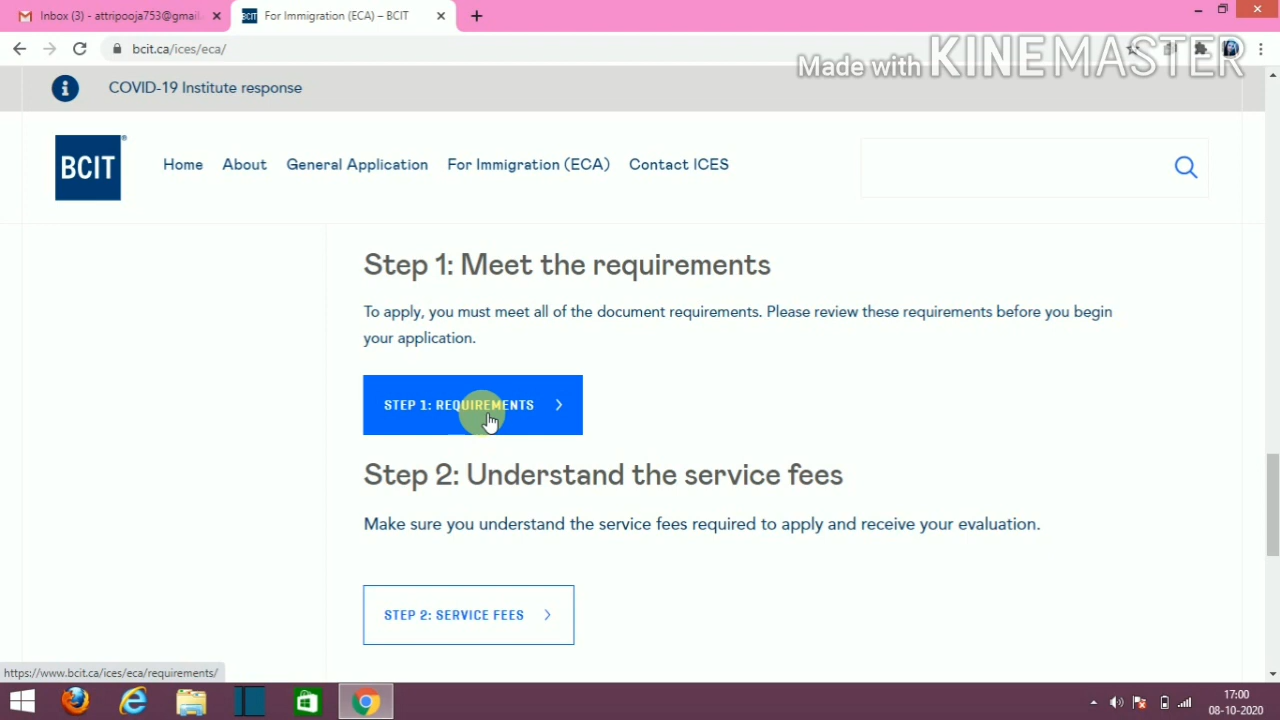 Inbox (3) - attripooja753@gmail.
For Immigration (ECA) – BCIT
bcit.ca/ices/eca/
Made with KINEMASTER
COVID-19 Institute response
BCIT®
Home About General Application For Immigration (ECA) Contact ICES
Step 1: Meet the requirements
To apply, you must meet all of the document requirements. Please review these requirements before you begin
your application.
STEP 1: REQUIREMENTS
Step 2: Understand the service fees
Make sure you understand the service fees required to apply and receive your evaluation.
STEP 2: SERVICE FEES
https://www.bcit.ca/ices/eca/requirements/
17:00
08-10-2020